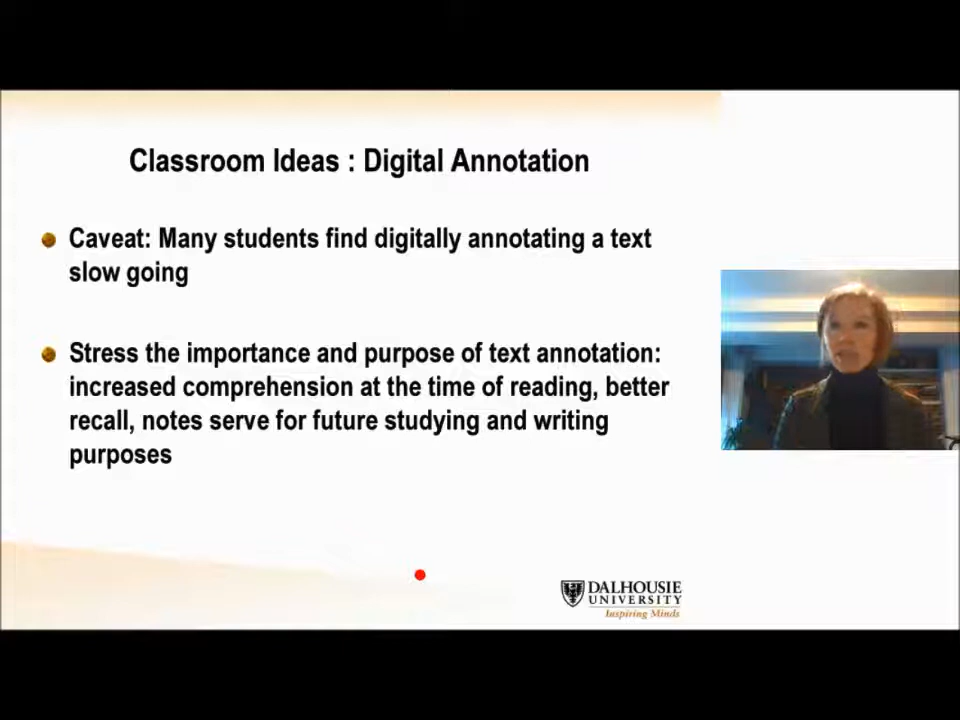 Classroom Ideas : Digital Annotation
Caveat: Many students find digitally annotating a text
slow going
Stress the importance and purpose of text annotation:
increased comprehension at the time of reading, better
recall, notes serve for future studying and writing
purposes
DALHOUSIE
UNIVERSITY
Inspiring Minds